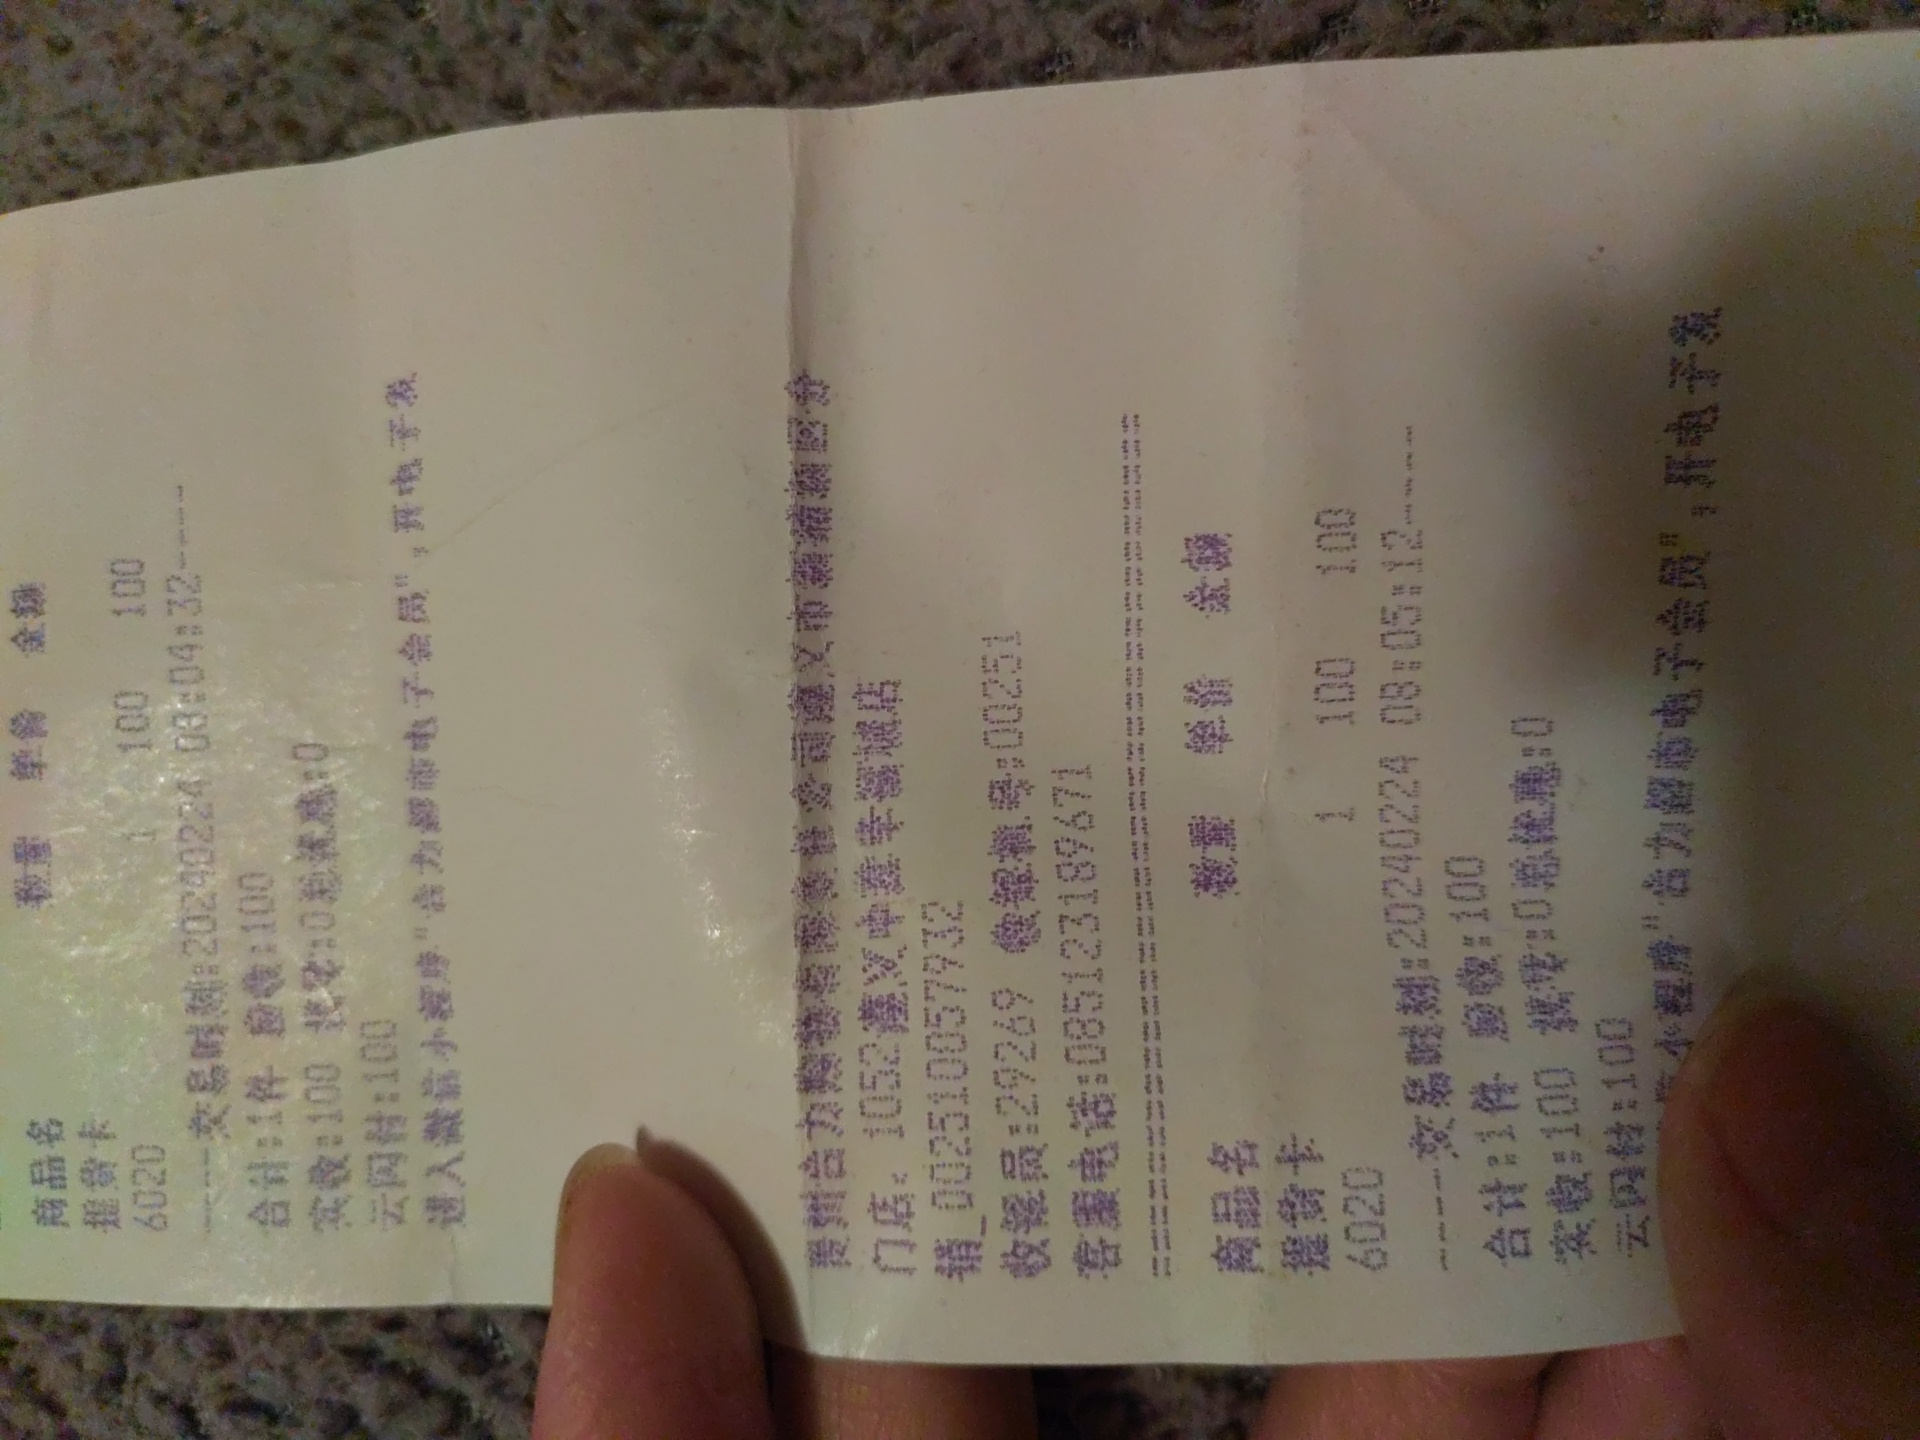 商品名 数量 单价 金额
提货卡
6020 1 100 100
----交易时间:20240224 08:04:32----
合计:1件 应收:100
实收:100 找零:0总优惠:0
云闪付:100
进入微信小程序"合力超市电子会员",开电子发
贵州合力购物有限责任公司遵义市
门店: 1052遵义中建幸福城店
销_002510057932
收银员:29269 收银机号:00251
客服电话:085123189671
================================
商品名 数量 单价 金额
提货卡
6020 1 100 100
----交易时间:20240224 08:05:12----
合计:1件 应收:100
实收:100 找零:0总优惠:0
云闪付:100
小程序"合力超市电子会员",开电子发